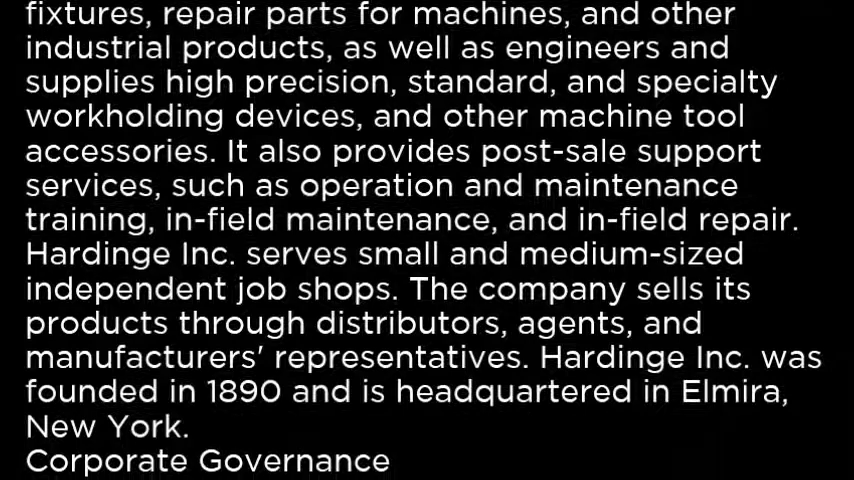 fixtures, repair parts for machines, and other
industrial products, as well as engineers and
supplies high precision, standard, and specialty
workholding devices, and other machine tool
accessories. It also provides post-sale support
services, such as operation and maintenance
training, in-field maintenance, and in-field repair.
Hardinge Inc. serves small and medium-sized
independent job shops. The company sells its
products through distributors, agents, and
manufacturers' representatives. Hardinge Inc. was
founded in 1890 and is headquartered in Elmira,
New York.
Corporate Governance